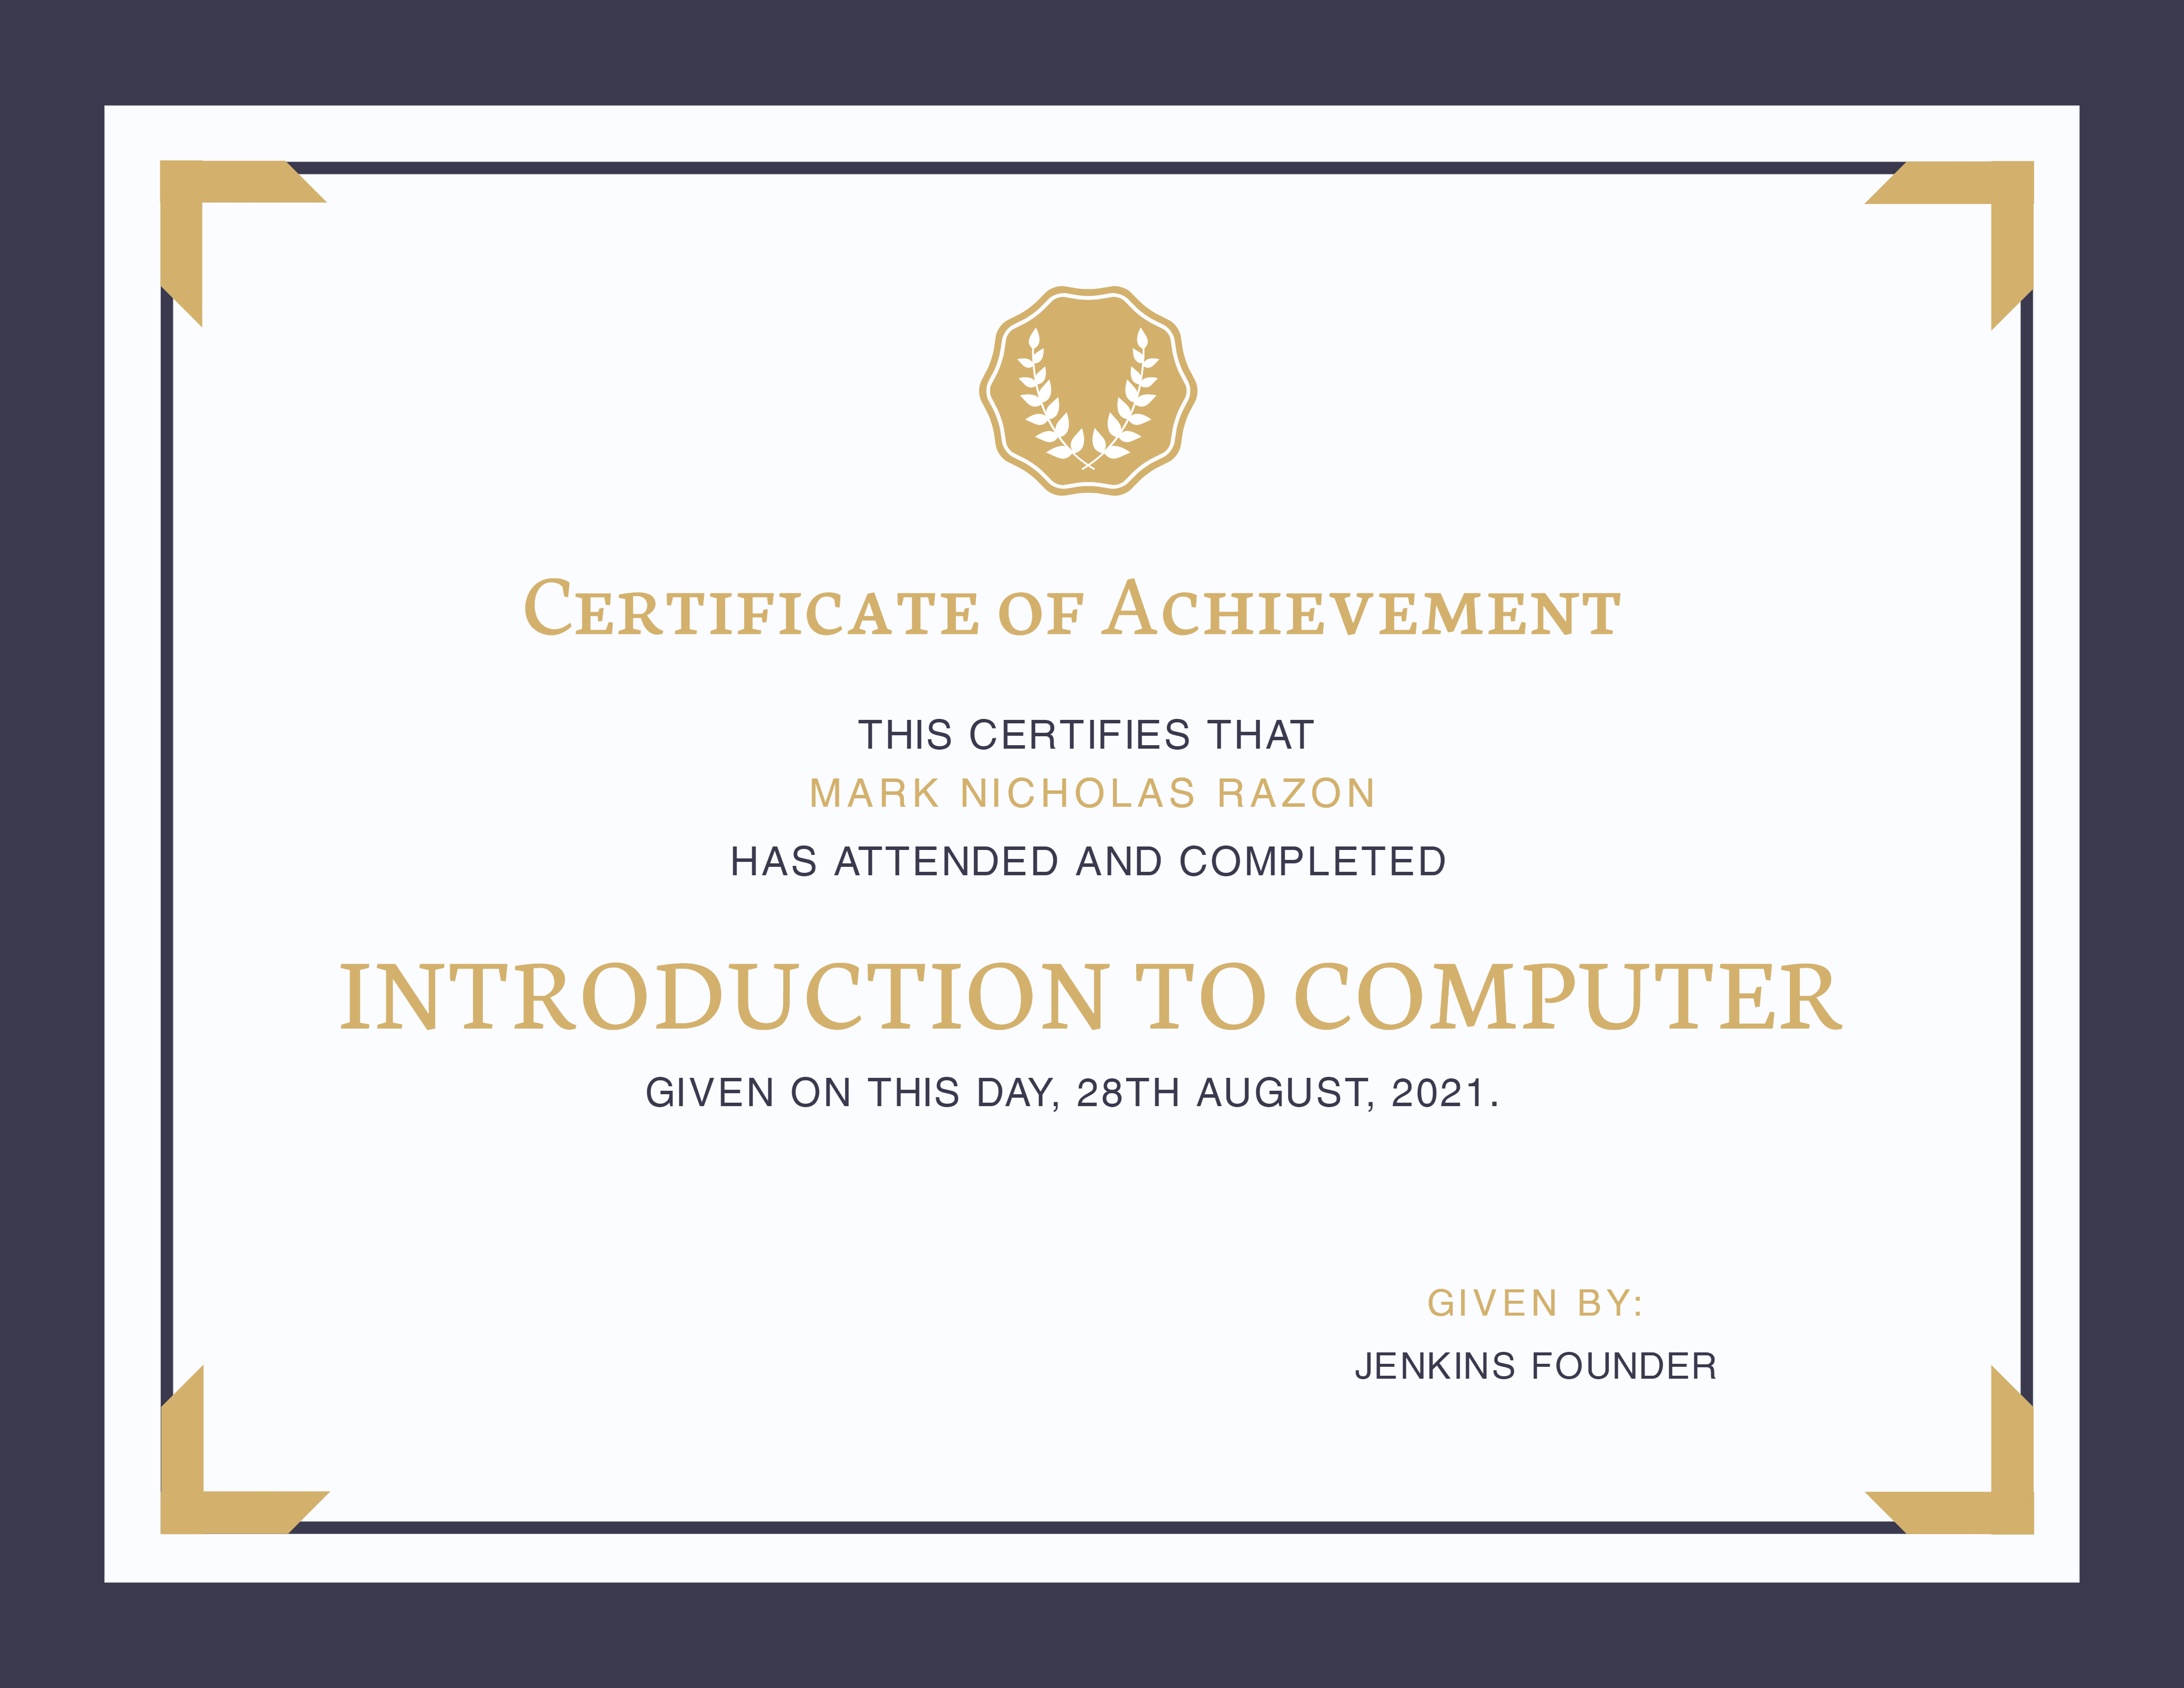 Certificate of Achievement
THIS CERTIFIES THAT
MARK NICHOLAS RAZON
HAS ATTENDED AND COMPLETED
INTRODUCTION TO COMPUTER
GIVEN ON THIS DAY, 28TH AUGUST, 2021.
GIVEN BY:
JENKINS FOUNDER